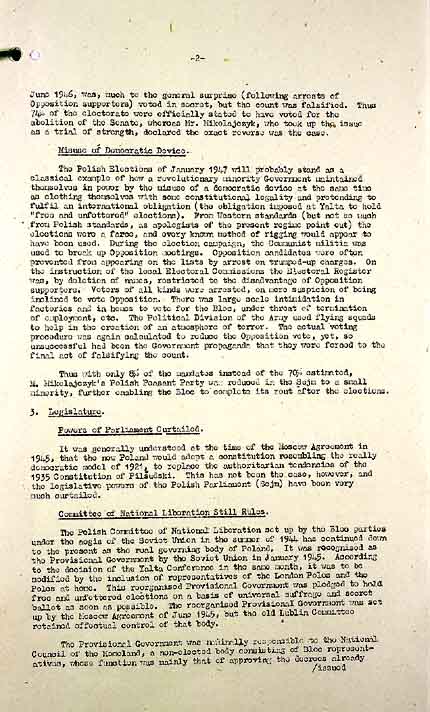 -2-
June 1946, was, much to the general surprise (following arrests of
Opposition supporters) voted in secret, but the count was falsified. Thus
74% of the electorate were officially stated to have voted for the
abolition of the Senate, whereas Mr. Mikolajczyk, who took up the issue
as a trial of strength, declared the exact reverse was the case.
Misuse of Democratic Device.
The Polish Elections of January 1947 will probably stand as a
classical example of how a revolutionary minority Government maintained
themselves in power by the misuse of a democratic device at the same time
as clothing themselves with some constitutional legality and pretending to
fulfil an international obligation (the obligation imposed at Yalta to hold
"free and unfettered" elections). From Western standards (but not so much
from Polish standards, as apologists of the present regime point out) the
elections were a farce, and every known method of rigging would appear to
have been used. During the election campaign, the Communist militia was
used to break up Opposition meetings. Opposition candidates were often
prevented from appearing on the lists by arrest on trumped-up charges. On
the instruction of the local Electoral Commissions the Electoral Register
was, by deletion of names, restricted to the disadvantage of Opposition
supporters. Voters of all kinds were arrested, on mere suspicion of being
inclined to vote Opposition. There was large scale intimidation in
factories and in homes to vote for the Bloc, under threat of termination
of employment, etc. The Political Division of the Army used flying squads
to help in the creation of an atmosphere of terror. The actual voting
procedure was again calculated to reduce the Opposition vote, yet, so
unsuccessful had been the Government propaganda that they were forced to the
final act of falsifying the count.
Thus with only 8% of the mandates instead of the 70% estimated,
M. Mikolajczyk's Polish Peasant Party was reduced in the Sejm to a small
minority, further enabling the Bloc to complete its rout after the elections.
3. Legislature.
Powers of Parliament Curtailed.
It was generally understood at the time of the Moscow Agreement in
1945, that the new Poland would adopt a constitution resembling the really
democratic model of 1921, to replace the authoritarian tendencies of the
1935 Constitution of Pilsudski. This has not been the case, however, and
the legislative powers of the Polish Parliament (Sejm) have been very
much curtailed.
Committee of National Liberation Still Rules.
The Polish Committee of National Liberation set up by the Bloc parties
under the aegis of the Soviet Union in the summer of 1944 has continued down
to the present as the real governing body of Poland. It was recognised as
the Provisional Government by the Soviet Union in January 1945. According
to the decision of the Yalta Conference in the same month, it was to be
modified by the inclusion of representatives of the London Poles and the
Poles at home. This reorganised Provisional Government was pledged to hold
free and unfettered elections on a basis of universal suffrage and secret
ballot as soon as possible. The reorganised Provisional Government was set
up by the Moscow Agreement of June 1945, but the old Lublin Committee
retained effectual control of that body.
The Provisional Government was nominally responsible to the National
Council of the Homeland, a non-elected body consisting of Bloc represent-
atives, whose function was mainly that of approving the decrees already
/issued